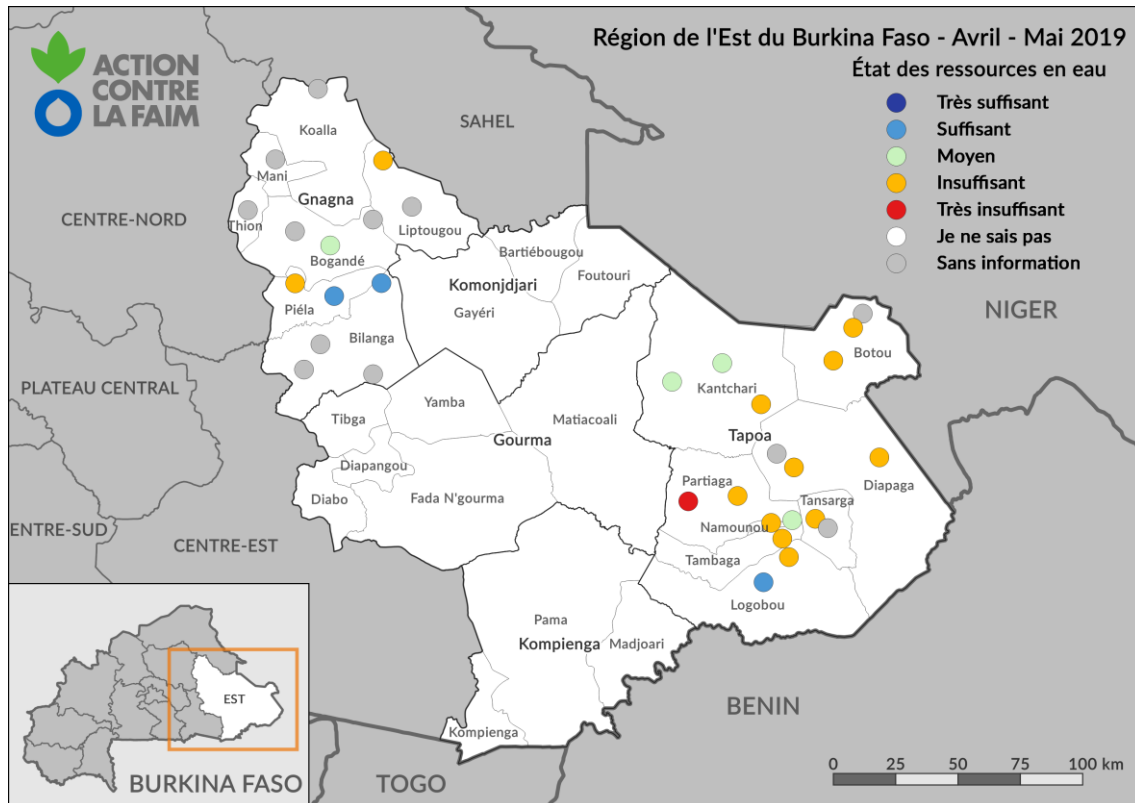 Région de l'Est du Burkina Faso - Avril - Mai 2019
État des ressources en eau
Très suffisant
Suffisant
Moyen
Insuffisant
Très insuffisant
Je ne sais pas
Sans information
ACTION
CONTRE
LA FAIM
SAHEL
Koalla
Mani
Gnagna
CENTRE-NORD
Thion
Liptougou
Bogandé
Bartiébougou
Foutouri
Komonjdjari
Gayéri
Piéla
Bilanga
NIGER
Botou
PLATEAU CENTRAL
Kantchari
Yamba
Tibga
Matiacoali
Gourma
Tapoa
Diapangou
Diabo
Fada N'gourma
Partiaga
Diapaga
Tansarga
Namounou
ENTRE-SUD
CENTRE-EST
Tambaga
Logobou
Pama
Kompienga
Madjoari
Kompienga
BENIN
TOGO
EST
BURKINA FASO
0 25 50 75 100 km